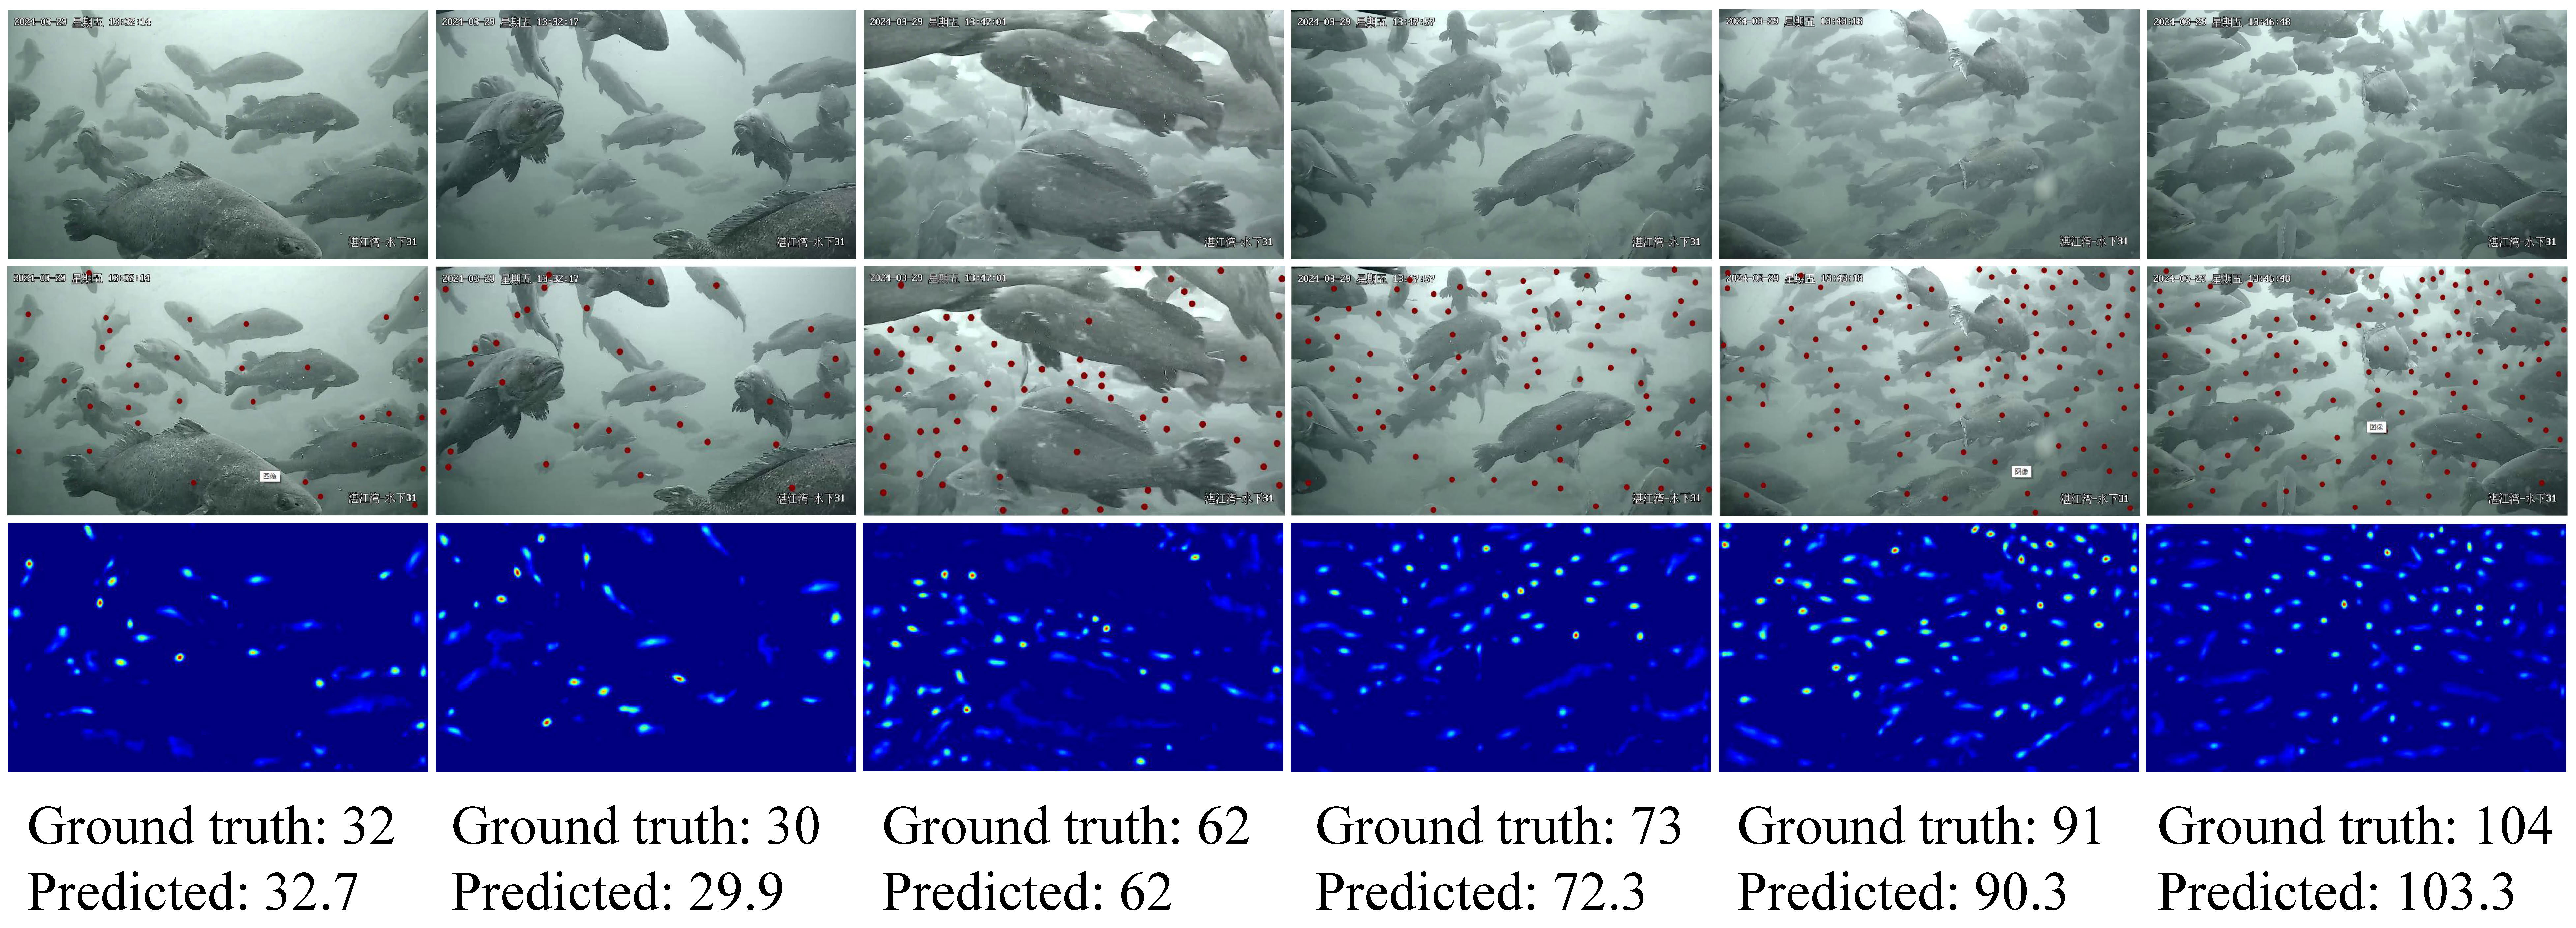 2024-03-29 星期五 13:32:14
2024-03-29 星期五 13:32:17
2024-03-29 星期五 13:47:01
2024-03-29 星期五 13:47:57
2024-03-29 星期五 13:43:13
2024-03-29 星期五 13:46:48
湛江湾-水下31
湛江湾-水下31
湛江湾-水下31
湛江湾-水下31
湛江湾-水下31
湛江湾-水下31
2024-03-29 星期五 13:32:14
2024-03-29 星期五 13:32:17
2024-03-29 星期五 13:47:01
2024-03-29 星期五 13:47:57
2024-03-29 星期五 13:43:13
2024-03-29 星期五 13:46:48
图像
图像
图像
湛江湾-水下31
湛江湾-水下31
湛江湾-水下31
湛江湾-水下31
湛江湾-水下31
湛江湾-水下31
Ground truth: 32
Predicted: 32.7
Ground truth: 30
Predicted: 29.9
Ground truth: 62
Predicted: 62
Ground truth: 73
Predicted: 72.3
Ground truth: 91
Predicted: 90.3
Ground truth: 104
Predicted: 103.3